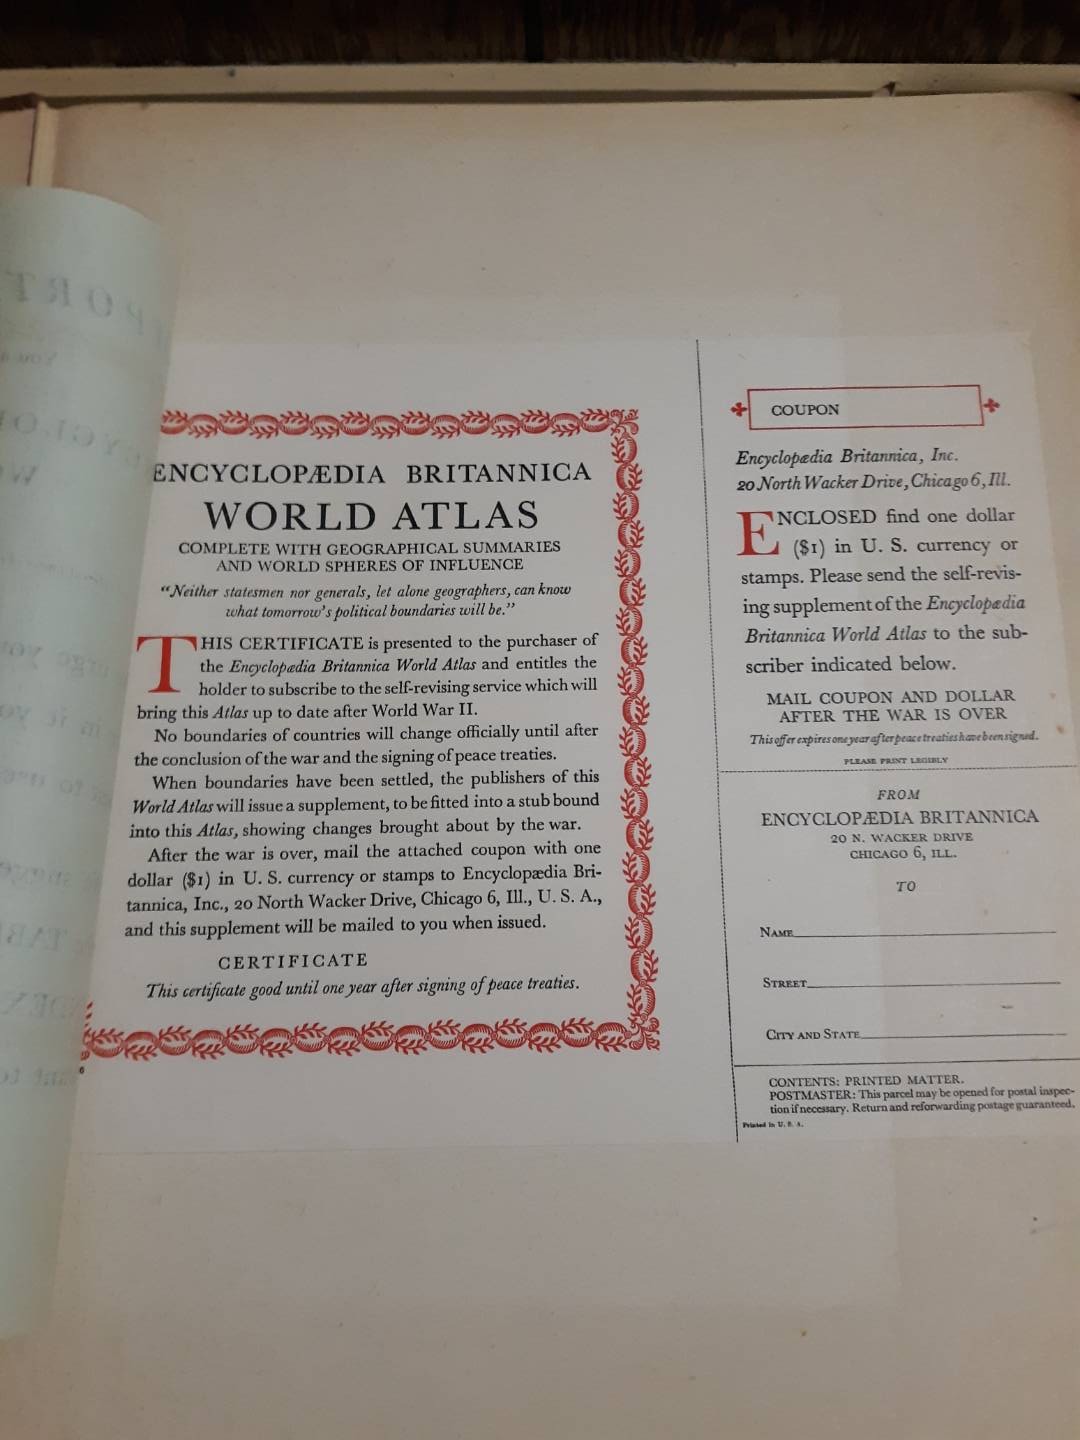 ENCYCLOPÆDIA BRITANNICA
WORLD ATLAS
COMPLETE WITH GEOGRAPHICAL SUMMARIES
AND WORLD SPHERES OF INFLUENCE
“Neither statesmen nor generals, let alone geographers, can know
what tomorrow’s political boundaries will be.”
THIS CERTIFICATE is presented to the purchaser of
the Encyclopædia Britannica World Atlas and entitles the
holder to subscribe to the self-revising service which will
bring this Atlas up to date after World War II.
No boundaries of countries will change officially until after
the conclusion of the war and the signing of peace treaties.
When boundaries have been settled, the publishers of this
World Atlas will issue a supplement, to be fitted into a stub bound
into this Atlas, showing changes brought about by the war.
After the war is over, mail the attached coupon with one
dollar ($1) in U. S. currency or stamps to Encyclopædia Bri-
tannica, Inc., 20 North Wacker Drive, Chicago 6, Ill., U. S. A.,
and this supplement will be mailed to you when issued.
CERTIFICATE
This certificate good until one year after signing of peace treaties.
6
COUPON
Encyclopædia Britannica, Inc.
20 North Wacker Drive, Chicago 6, Ill.
ENCLOSED find one dollar
($1) in U. S. currency or
stamps. Please send the self-revis-
ing supplement of the Encyclopædia
Britannica World Atlas to the sub-
scriber indicated below.
MAIL COUPON AND DOLLAR
AFTER THE WAR IS OVER
This offer expires one year after peace treaties have been signed.
PLEASE PRINT LEGIBLY
FROM
ENCYCLOPÆDIA BRITANNICA
20 N. WACKER DRIVE
CHICAGO 6, ILL.
TO
NAME
STREET
CITY AND STATE
CONTENTS: PRINTED MATTER.
POSTMASTER: This parcel may be opened for postal inspec-
tion if necessary. Return and reforwarding postage guaranteed.
Printed in U. S. A.